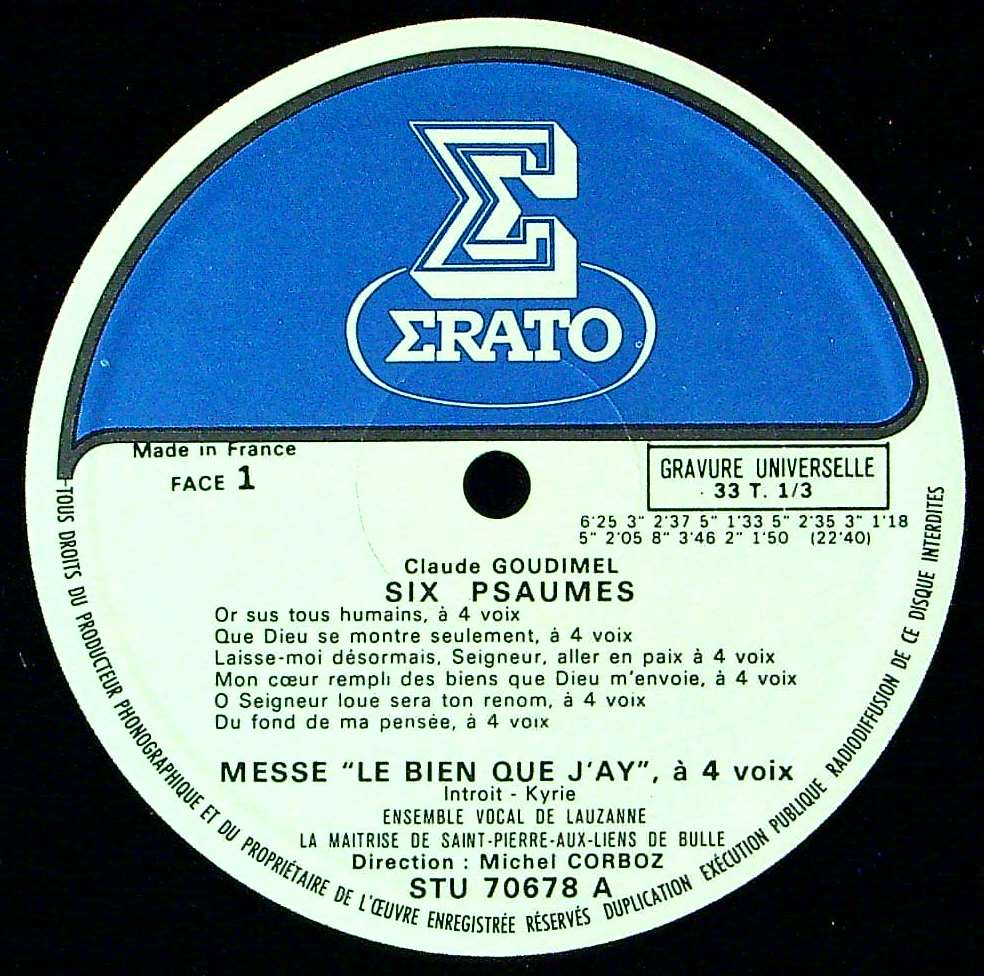 Σ
ΣRATO
Made in France
FACE 1
GRAVURE UNIVERSELLE
33 T. 1/3
6'25 3" 2'37 5" 1'33 5" 2'35 3" 1'18
5" 2'05 8" 3'46 2" 1'50 (22'40)
Claude GOUDIMEL
SIX PSAUMES
Or sus tous humains, à 4 voix
Que Dieu se montre seulement, à 4 voix
Laisse-moi désormais, Seigneur, aller en paix à 4 voix
Mon cœur rempli des biens que Dieu m'envoie, à 4 voix
O Seigneur loue sera ton renom, à 4 voix
Du fond de ma pensée, à 4 voix
MESSE "LE BIEN QUE J'AY", à 4 voix
Introit - Kyrie
ENSEMBLE VOCAL DE LAUZANNE
LA MAITRISE DE SAINT-PIERRE-AUX-LIENS DE BULLE
Direction : Michel CORBOZ
STU 70678 A
TOUS DROITS DU PRODUCTEUR PHONOGRAPHIQUE ET DU PROPRIÉTAIRE DE L'ŒUVRE ENREGISTRÉE RÉSERVÉS DUPLICATION EXÉCUTION PUBLIQUE RADIODIFFUSION DE CE DISQUE INTERDITES